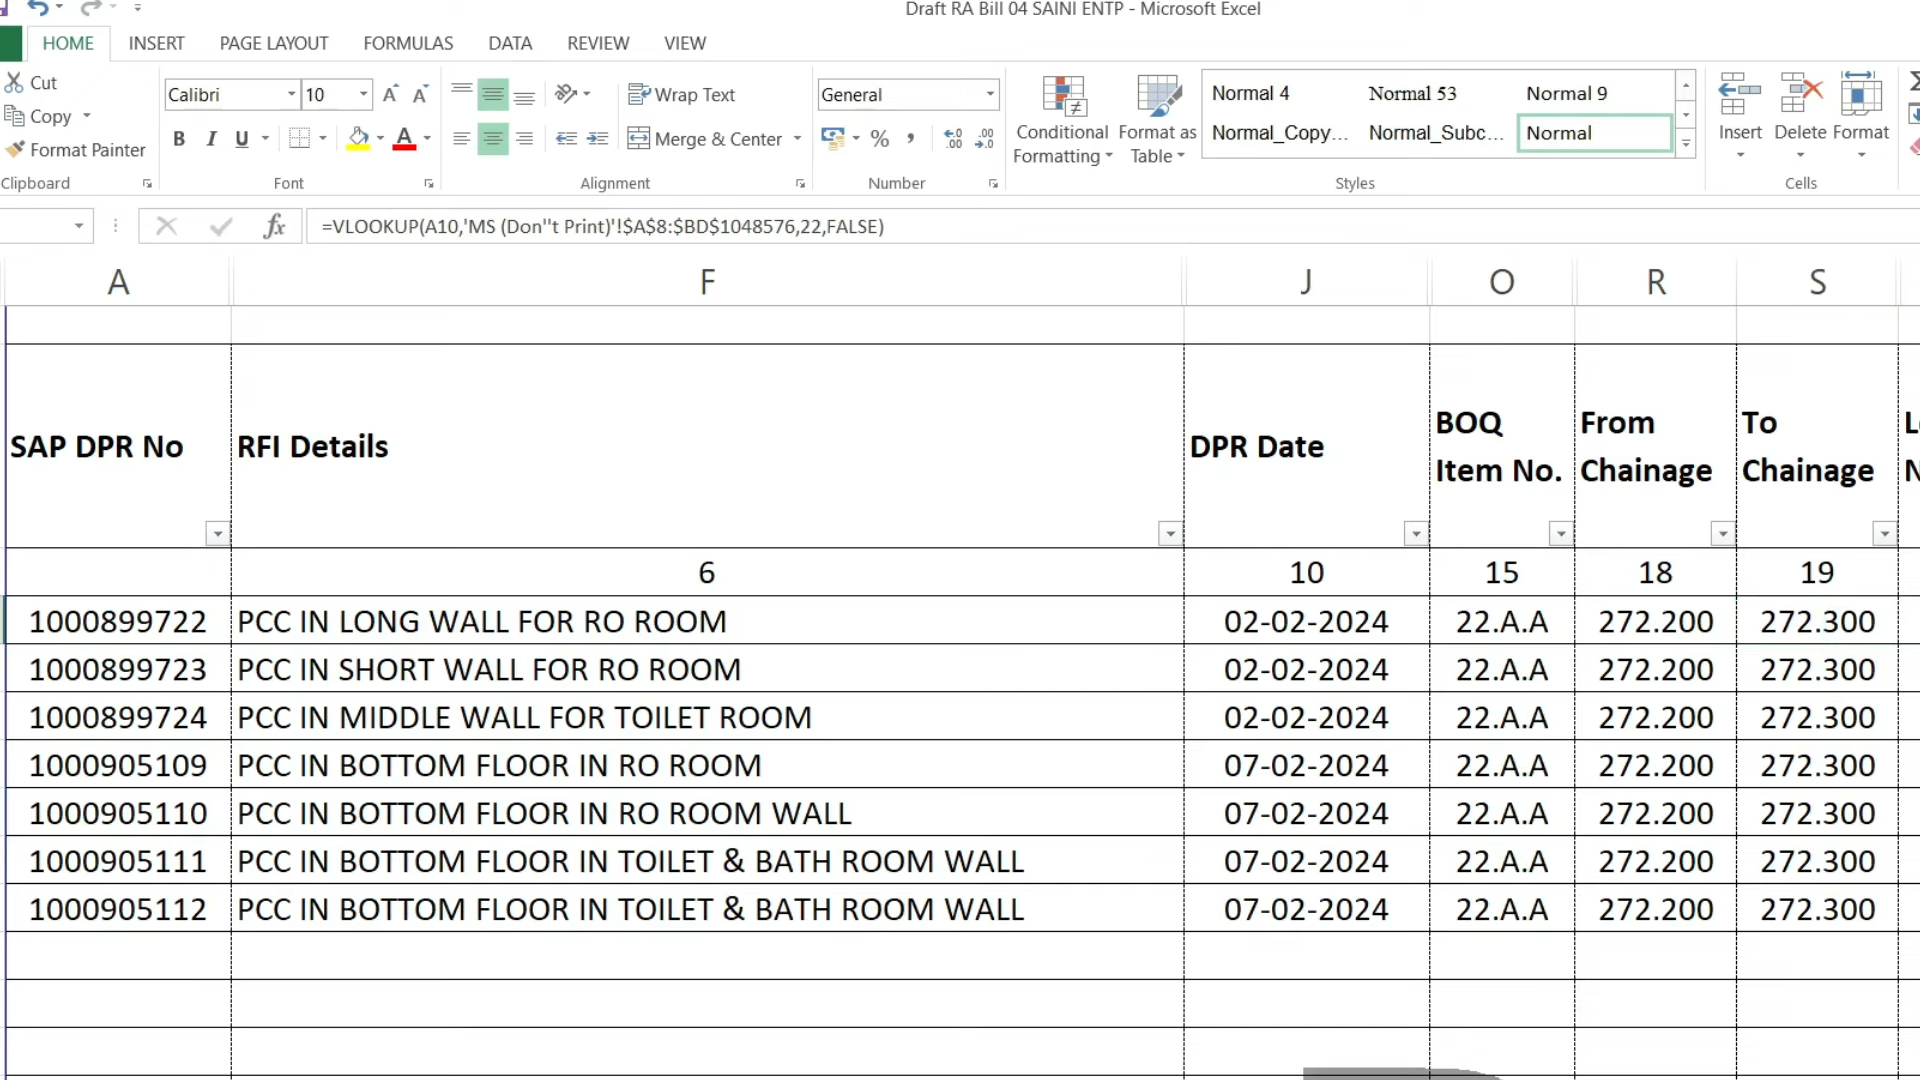 Draft RA Bill 04 SAINI ENTP - Microsoft Excel
HOME INSERT PAGE LAYOUT FORMULAS DATA REVIEW VIEW
Cut
Copy
Format Painter
Clipboard
Calibri 10
B I U
Font
Wrap Text
Merge & Center
Alignment
General
%
Number
Conditional Formatting
Format as Table
Normal 4 Normal 53 Normal 9
Normal_Copy... Normal_Subc... Normal
Styles
Insert Delete Format
Cells
fx =VLOOKUP(A10,'MS (Don''t Print)'!$A$8:$BD$1048576,22,FALSE)
A F J O R S
SAP DPR No RFI Details DPR Date BOQ Item No. From Chainage To Chainage
6 10 15 18 19
1000899722 PCC IN LONG WALL FOR RO ROOM 02-02-2024 22.A.A 272.200 272.300
1000899723 PCC IN SHORT WALL FOR RO ROOM 02-02-2024 22.A.A 272.200 272.300
1000899724 PCC IN MIDDLE WALL FOR TOILET ROOM 02-02-2024 22.A.A 272.200 272.300
1000905109 PCC IN BOTTOM FLOOR IN RO ROOM 07-02-2024 22.A.A 272.200 272.300
1000905110 PCC IN BOTTOM FLOOR IN RO ROOM WALL 07-02-2024 22.A.A 272.200 272.300
1000905111 PCC IN BOTTOM FLOOR IN TOILET & BATH ROOM WALL 07-02-2024 22.A.A 272.200 272.300
1000905112 PCC IN BOTTOM FLOOR IN TOILET & BATH ROOM WALL 07-02-2024 22.A.A 272.200 272.300